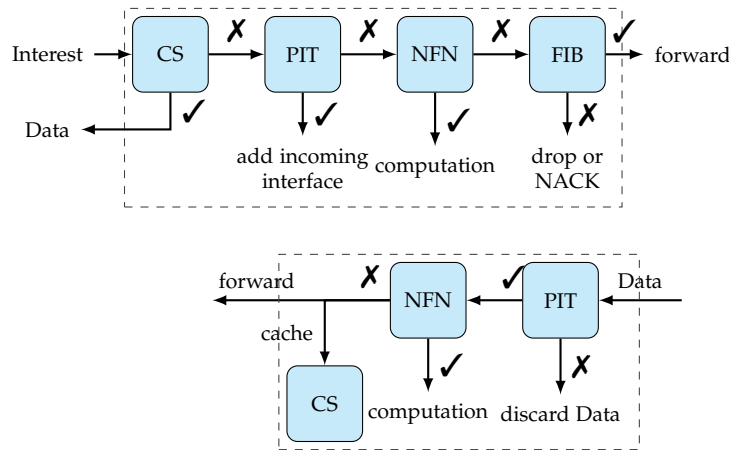 Interest
CS
✗
PIT
✗
NFN
✗
FIB
✓
forward
Data
✓
✓
✓
✗
add incoming
interface
computation
drop or
NACK
forward
✗
NFN
✓
PIT
Data
cache
CS
✓
✗
computation
discard Data